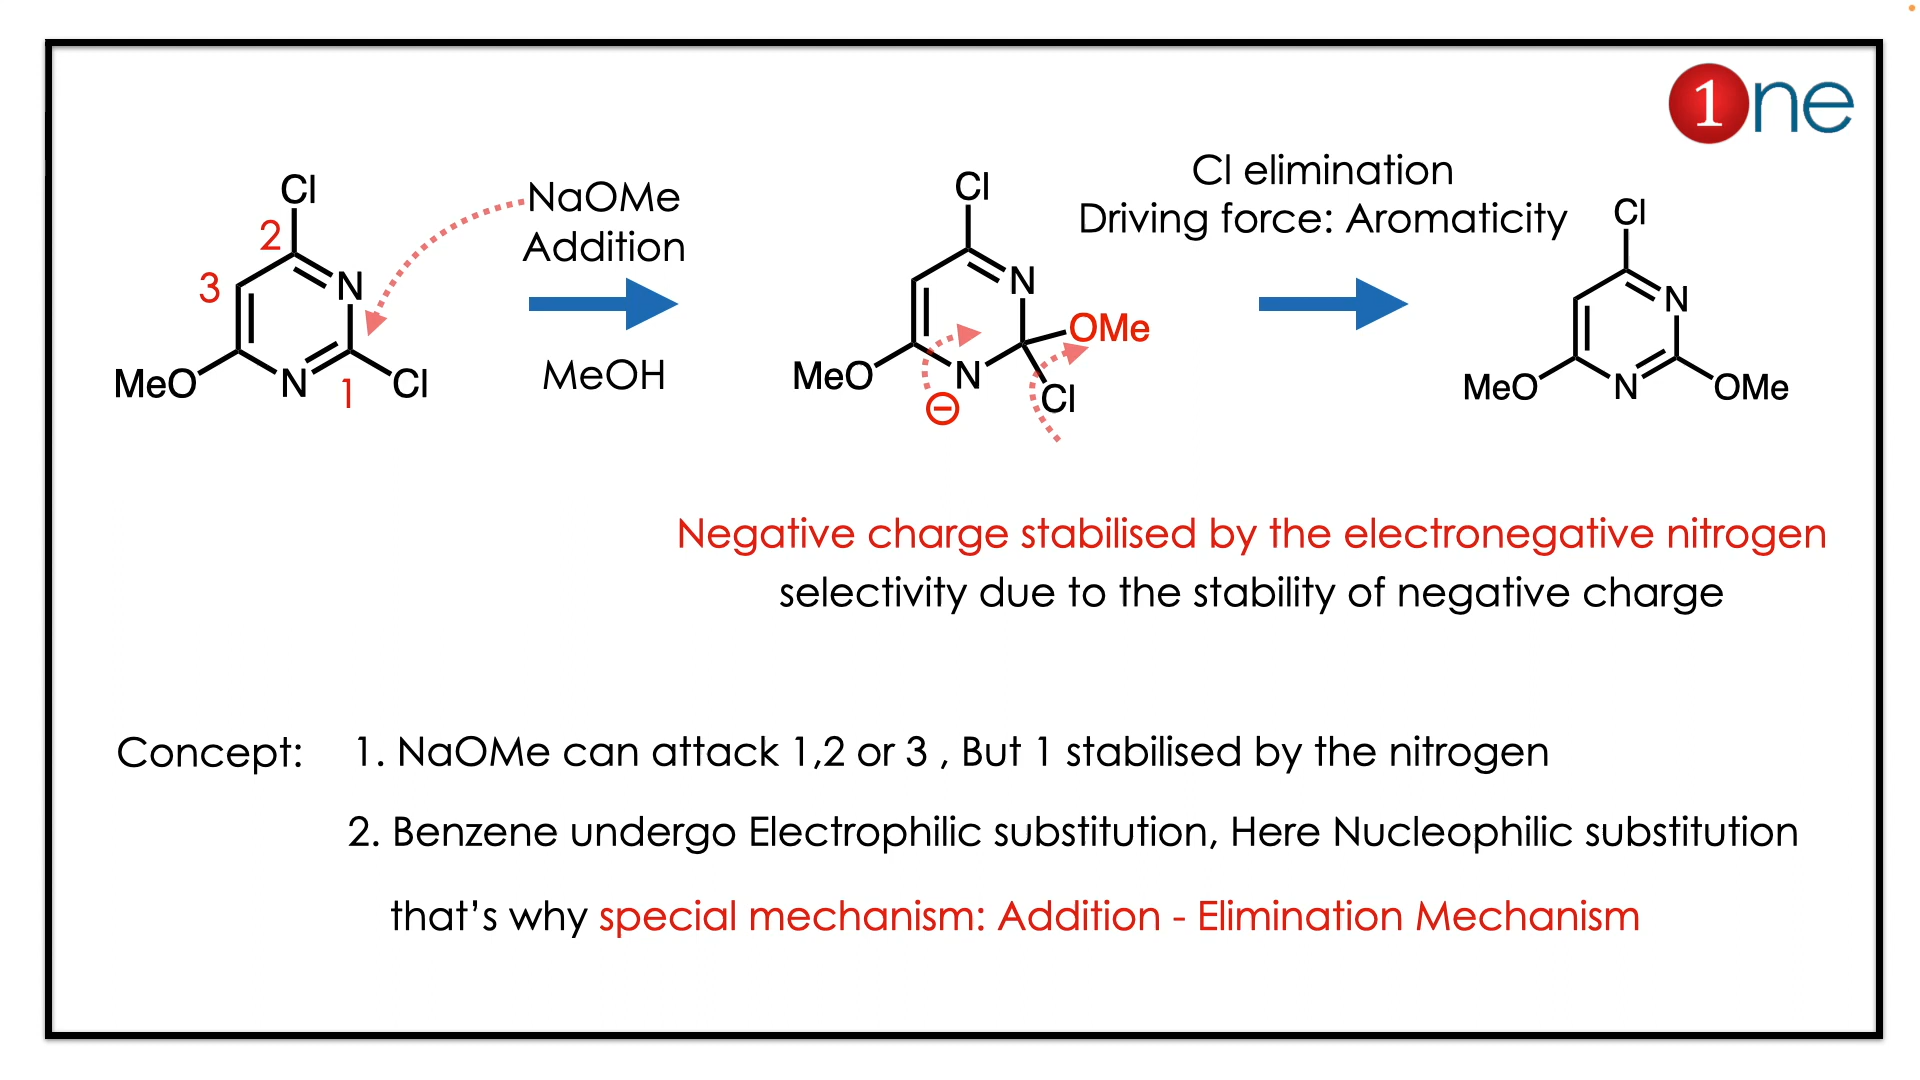 1ne
Cl
2
3
N
N
1
Cl
MeO
NaOMe
Addition
MeOH
Cl
N
OMe
MeO
N
Cl
⊖
Cl elimination
Driving force: Aromaticity
Cl
N
MeO
N
OMe
Negative charge stabilised by the electronegative nitrogen
selectivity due to the stability of negative charge
Concept: 1. NaOMe can attack 1,2 or 3 , But 1 stabilised by the nitrogen
2. Benzene undergo Electrophilic substitution, Here Nucleophilic substitution
that's why special mechanism: Addition - Elimination Mechanism